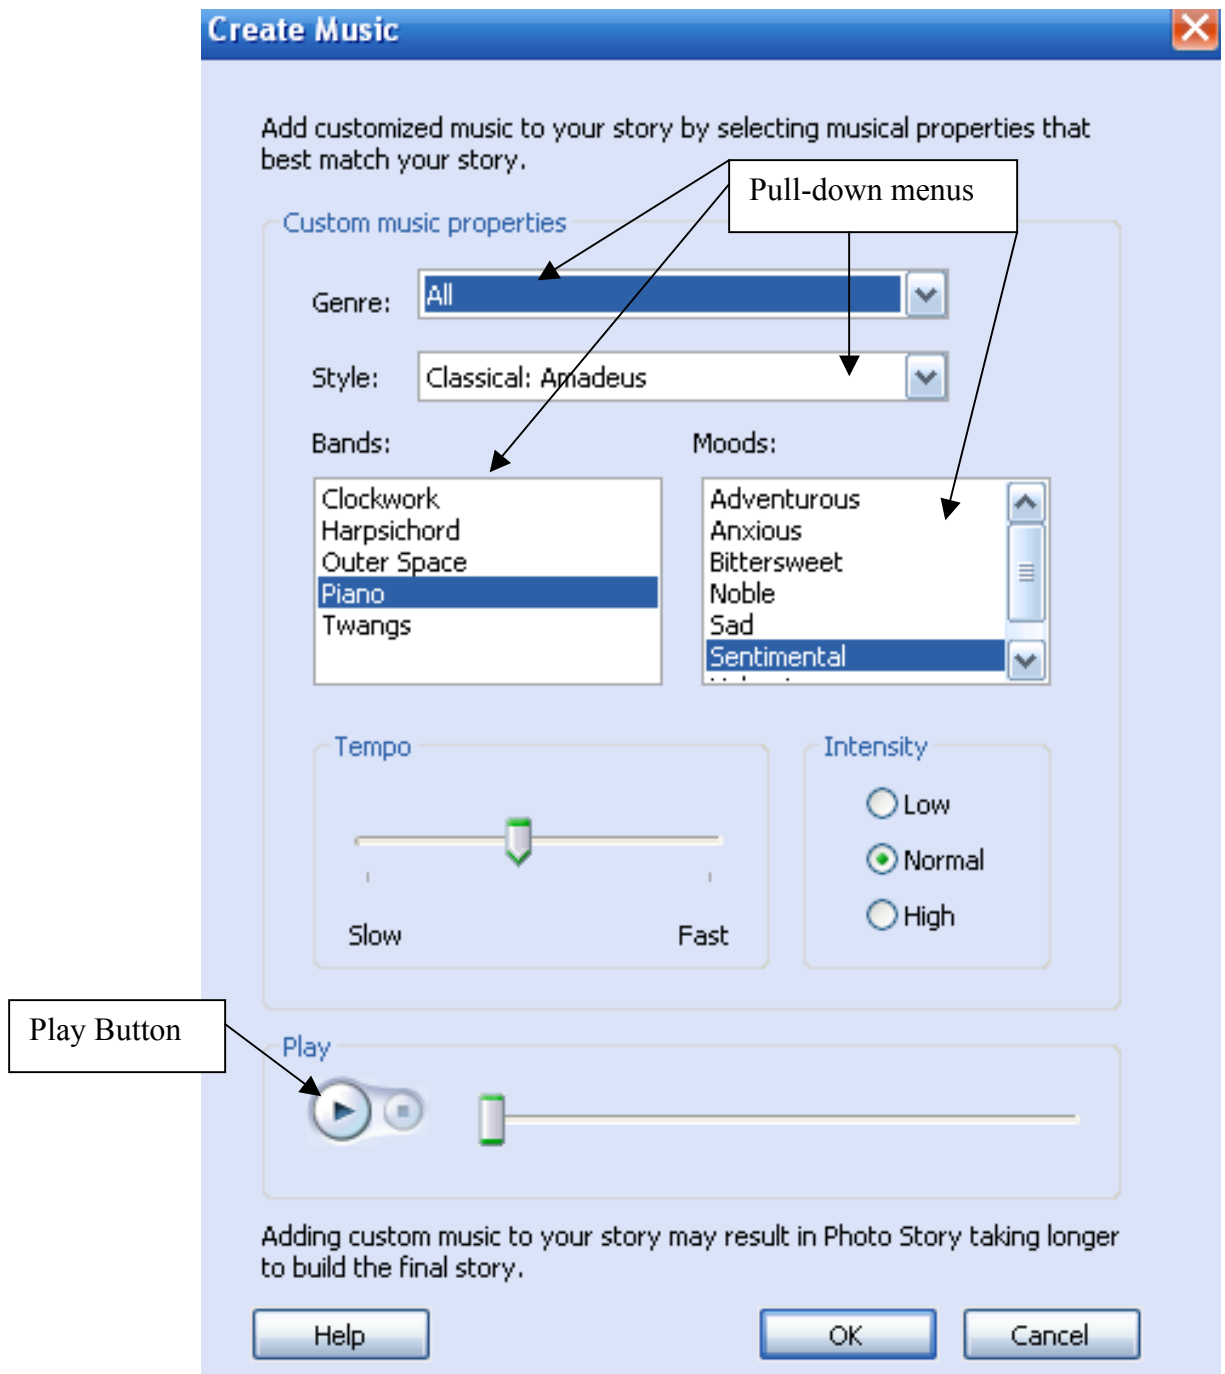 Create Music
Add customized music to your story by selecting musical properties that
best match your story.
Pull-down menus
Custom music properties
Genre:
All
Style:
Classical: Amadeus
Bands:
Clockwork
Harpsichord
Outer Space
Piano
Twangs
Moods:
Adventurous
Anxious
Bittersweet
Noble
Sad
Sentimental
Tempo
Slow
Fast
Intensity
Low
Normal
High
Play Button
Play
Adding custom music to your story may result in Photo Story taking longer
to build the final story.
Help
OK
Cancel